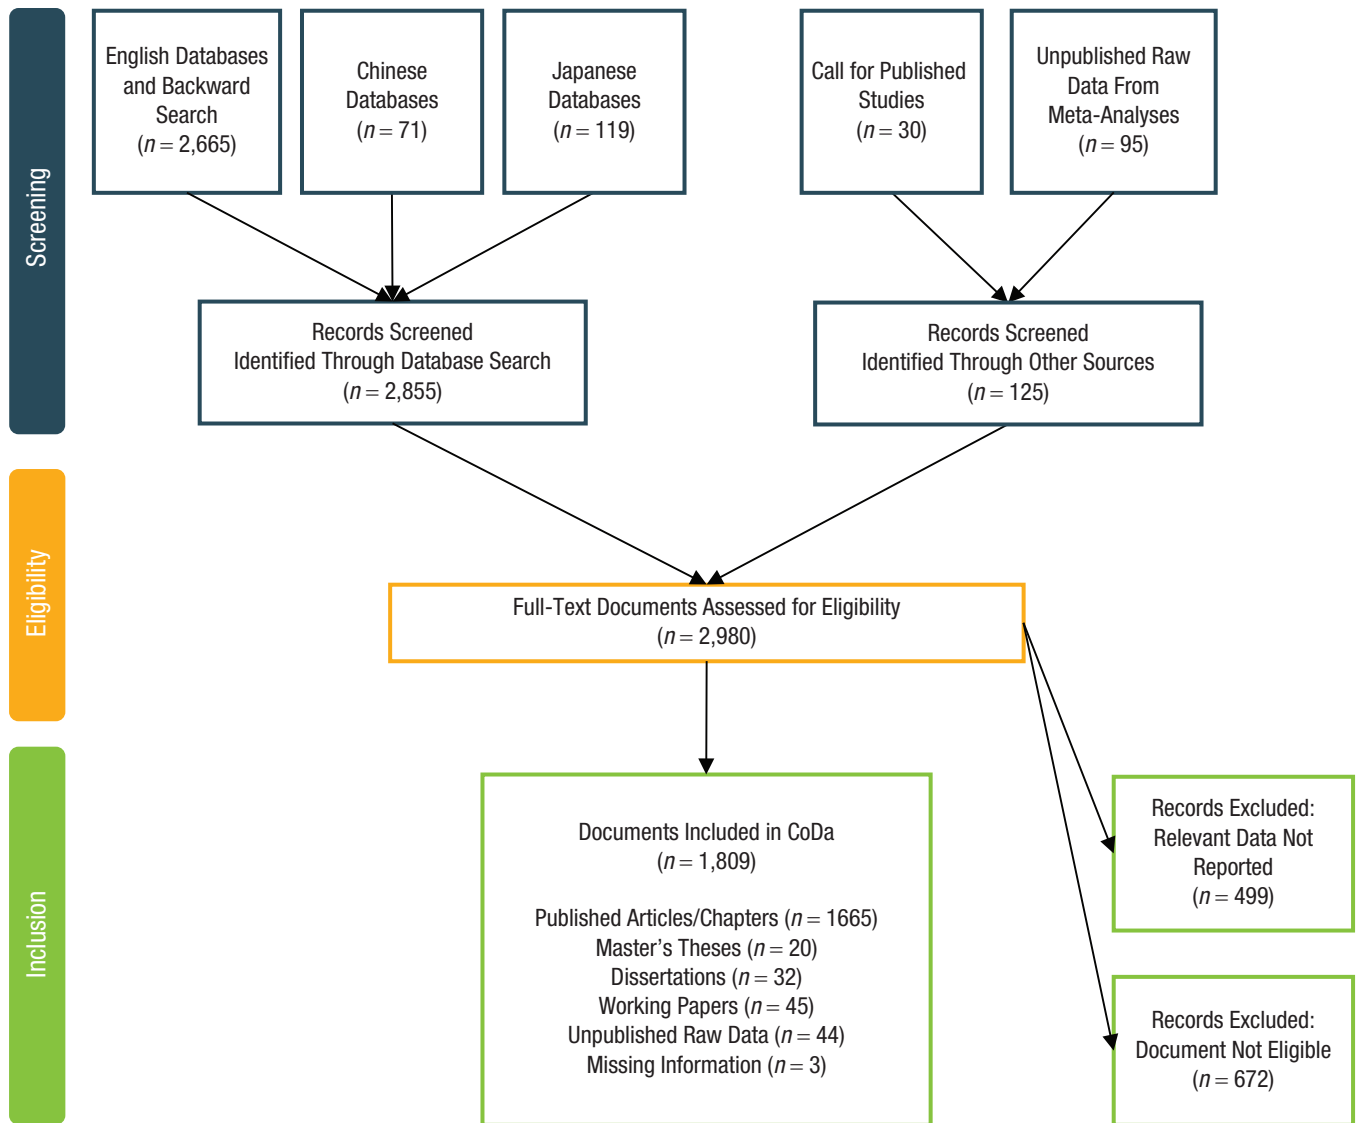 Screening
English Databases
and Backward
Search
(n = 2,665)
Chinese
Databases
(n = 71)
Japanese
Databases
(n = 119)
Call for Published
Studies
(n = 30)
Unpublished Raw
Data From
Meta-Analyses
(n = 95)
Records Screened
Identified Through Database Search
(n = 2,855)
Records Screened
Identified Through Other Sources
(n = 125)
Eligibility
Full-Text Documents Assessed for Eligibility
(n = 2,980)
Inclusion
Documents Included in CoDa
(n = 1,809)
Published Articles/Chapters (n = 1665)
Master’s Theses (n = 20)
Dissertations (n = 32)
Working Papers (n = 45)
Unpublished Raw Data (n = 44)
Missing Information (n = 3)
Records Excluded:
Relevant Data Not
Reported
(n = 499)
Records Excluded:
Document Not Eligible
(n = 672)